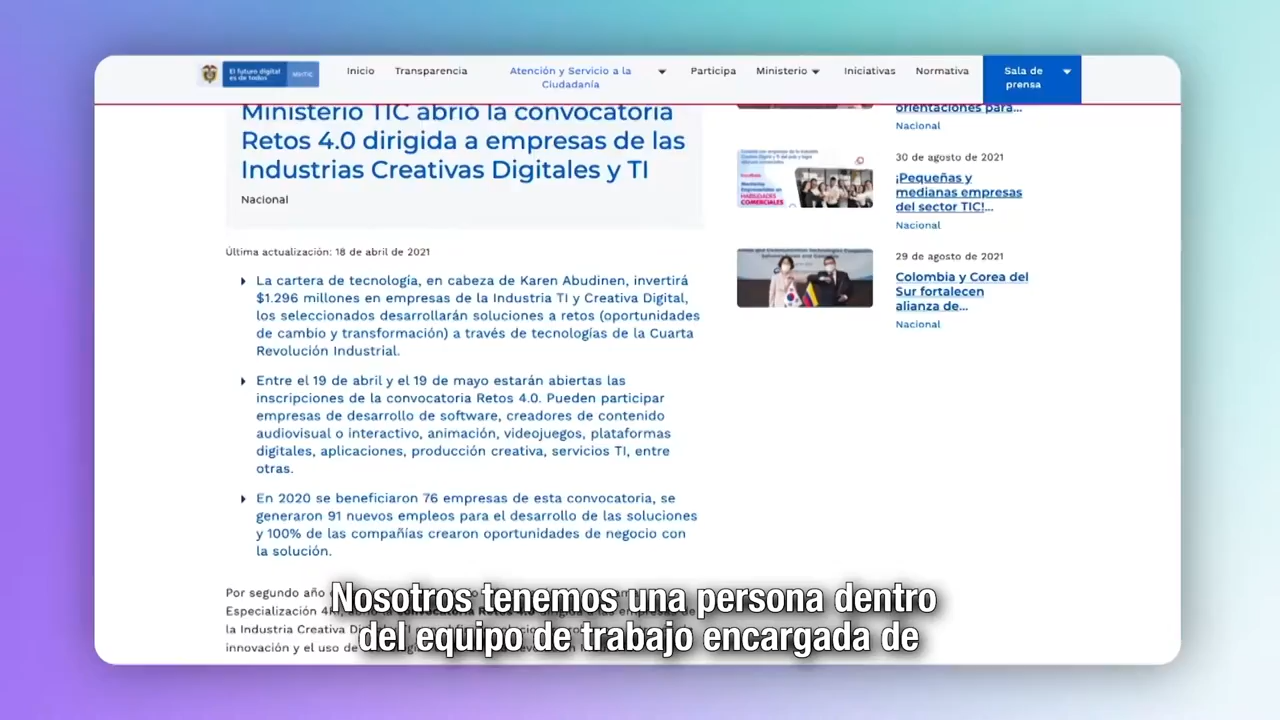 El futuro digital
es de todos
MinTIC
Inicio
Transparencia
Atención y Servicio a la
Ciudadanía
Participa
Ministerio
Iniciativas
Normativa
Sala de
prensa
Ministerio TIC abrió la convocatoria
Retos 4.0 dirigida a empresas de las
Industrias Creativas Digitales y TI
Nacional
Última actualización: 18 de abril de 2021
La cartera de tecnología, en cabeza de Karen Abudinen, invertirá
$1.296 millones en empresas de la Industria TI y Creativa Digital,
los seleccionados desarrollarán soluciones a retos (oportunidades
de cambio y transformación) a través de tecnologías de la Cuarta
Revolución Industrial.
Entre el 19 de abril y el 19 de mayo estarán abiertas las
inscripciones de la convocatoria Retos 4.0. Pueden participar
empresas de desarrollo de software, creadores de contenido
audiovisual o interactivo, animación, videojuegos, plataformas
digitales, aplicaciones, producción creativa, servicios TI, entre
otras.
En 2020 se beneficiaron 76 empresas de esta convocatoria, se
generaron 91 nuevos empleos para el desarrollo de las soluciones
y 100% de las compañías crearon oportunidades de negocio con
la solución.
Por segundo año
Especialización
la Industria Creativa
innovación y el uso de
orientaciones para...
Nacional
30 de agosto de 2021
¡Pequeñas y
medianas empresas
del sector TIC!...
Nacional
HABILIDADES
COMERCIALES
29 de agosto de 2021
Colombia y Corea del
Sur fortalecen
alianza de...
Nacional
Nosotros tenemos una persona dentro
del equipo de trabajo encargada de